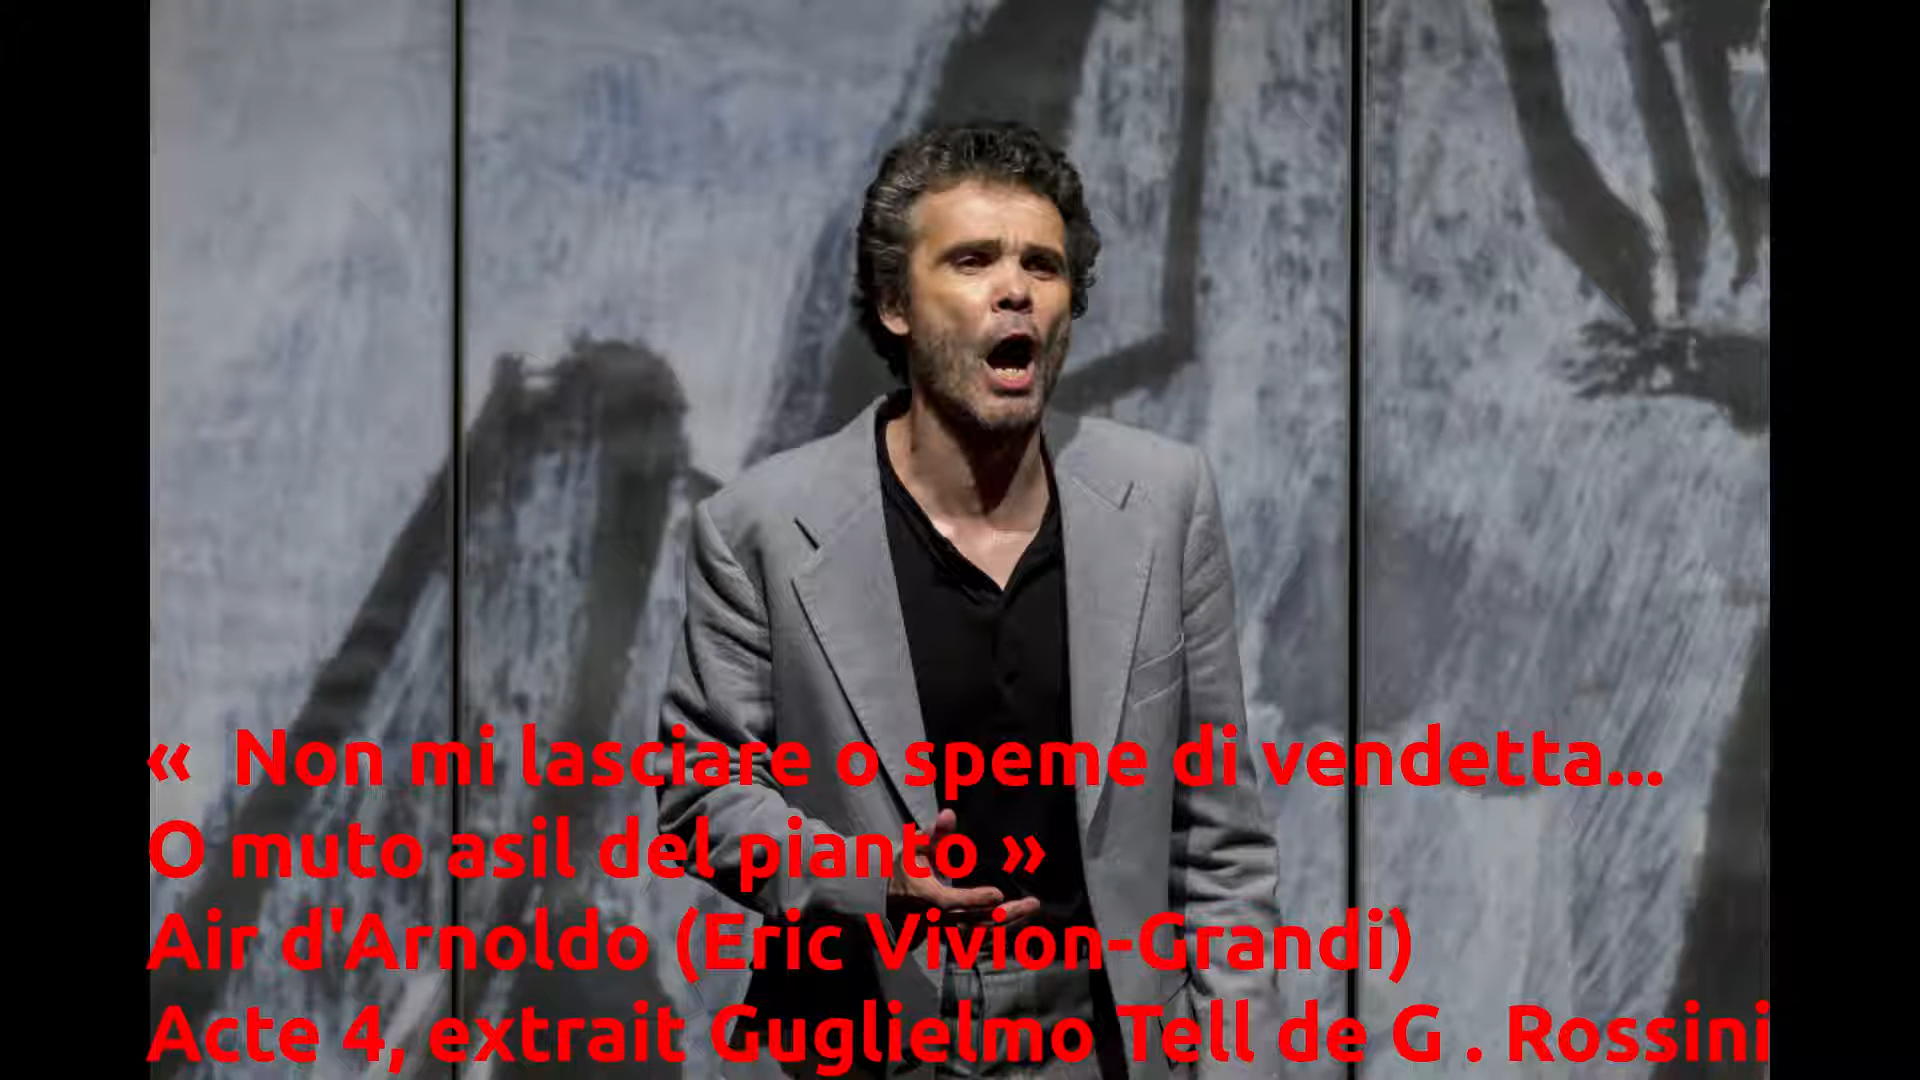 «  Non mi lasciare o speme di vendetta...
O muto asil del pianto »
Air d'Arnoldo (Eric Vivion-Grandi)
Acte 4, extrait Guglielmo Tell de G . Rossini